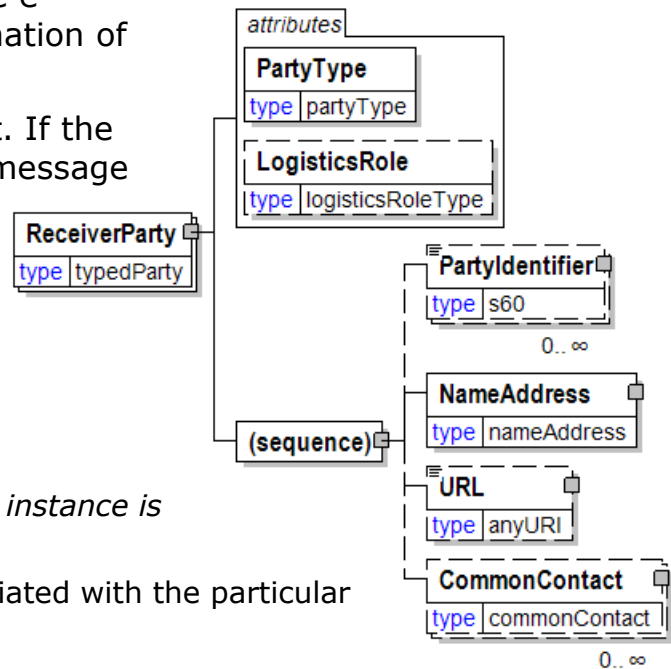 ation of
t. If the
message
instance is
iated with the particular
attributes
PartyType
type partyType
LogisticsRole
type logisticsRoleType
ReceiverParty
type typedParty
(sequence)
PartyIdentifier
type s60
0.. ∞
NameAddress
type nameAddress
URL
type anyURI
CommonContact
type commonContact
0.. ∞